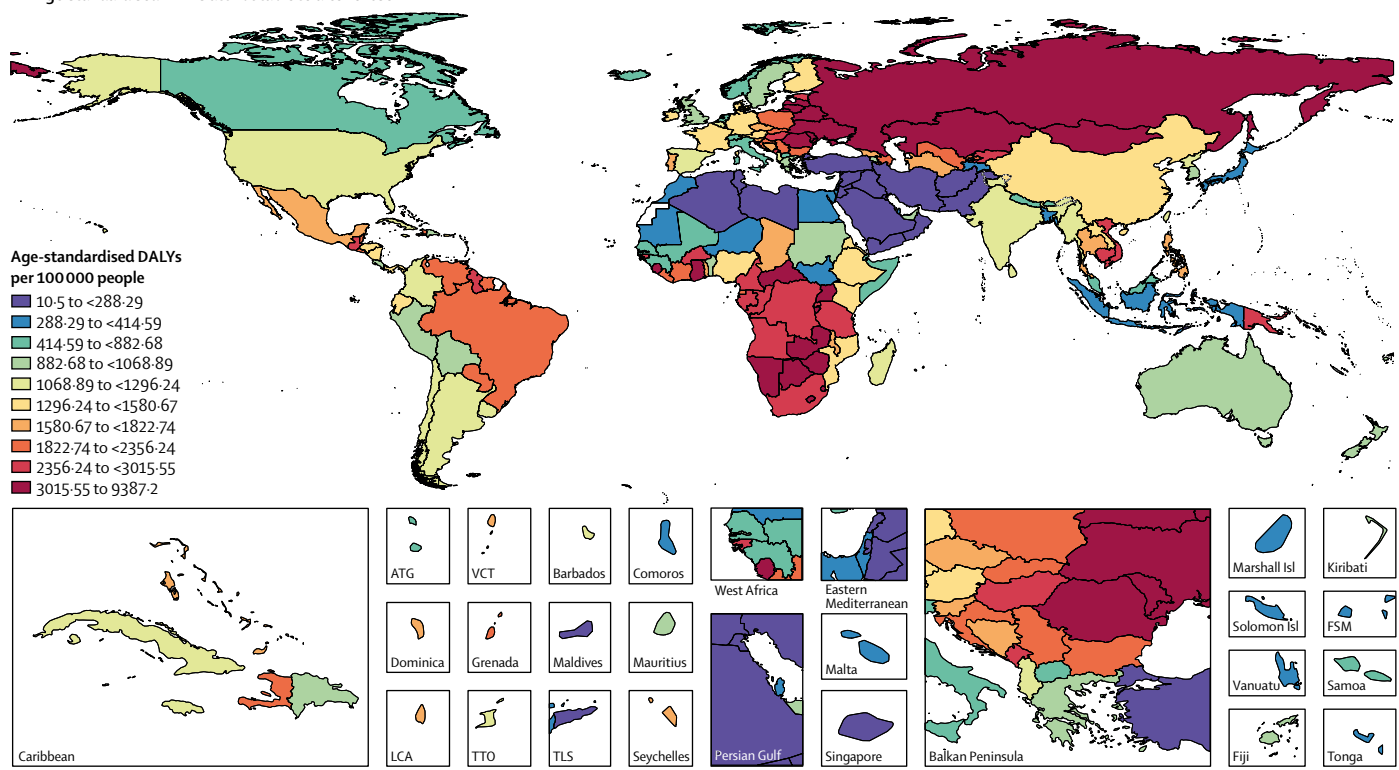 Age-standardised DALYs
per 100 000 people
10·5 to <288·29
288·29 to <414·59
414·59 to <882·68
882·68 to <1068·89
1068·89 to <1296·24
1296·24 to <1580·67
1580·67 to <1822·74
1822·74 to <2356·24
2356·24 to <3015·55
3015·55 to 9387·2
Caribbean
ATG
VCT
Barbados
Comoros
Dominica
Grenada
Maldives
Mauritius
LCA
TTO
TLS
Seychelles
West Africa
Eastern
Mediterranean
Persian Gulf
Malta
Singapore
Balkan Peninsula
Marshall Isl
Kiribati
Solomon Isl
FSM
Vanuatu
Samoa
Fiji
Tonga